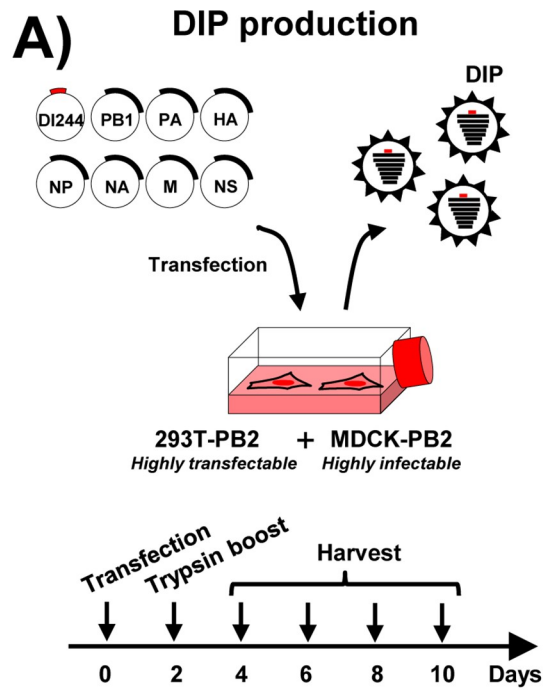 A)
DIP production
DI244 PB1 PA HA
NP NA M NS
DIP
Transfection
293T-PB2 + MDCK-PB2
Highly transfectable Highly infectable
Transfection
Trypsin boost
Harvest
0 2 4 6 8 10 Days